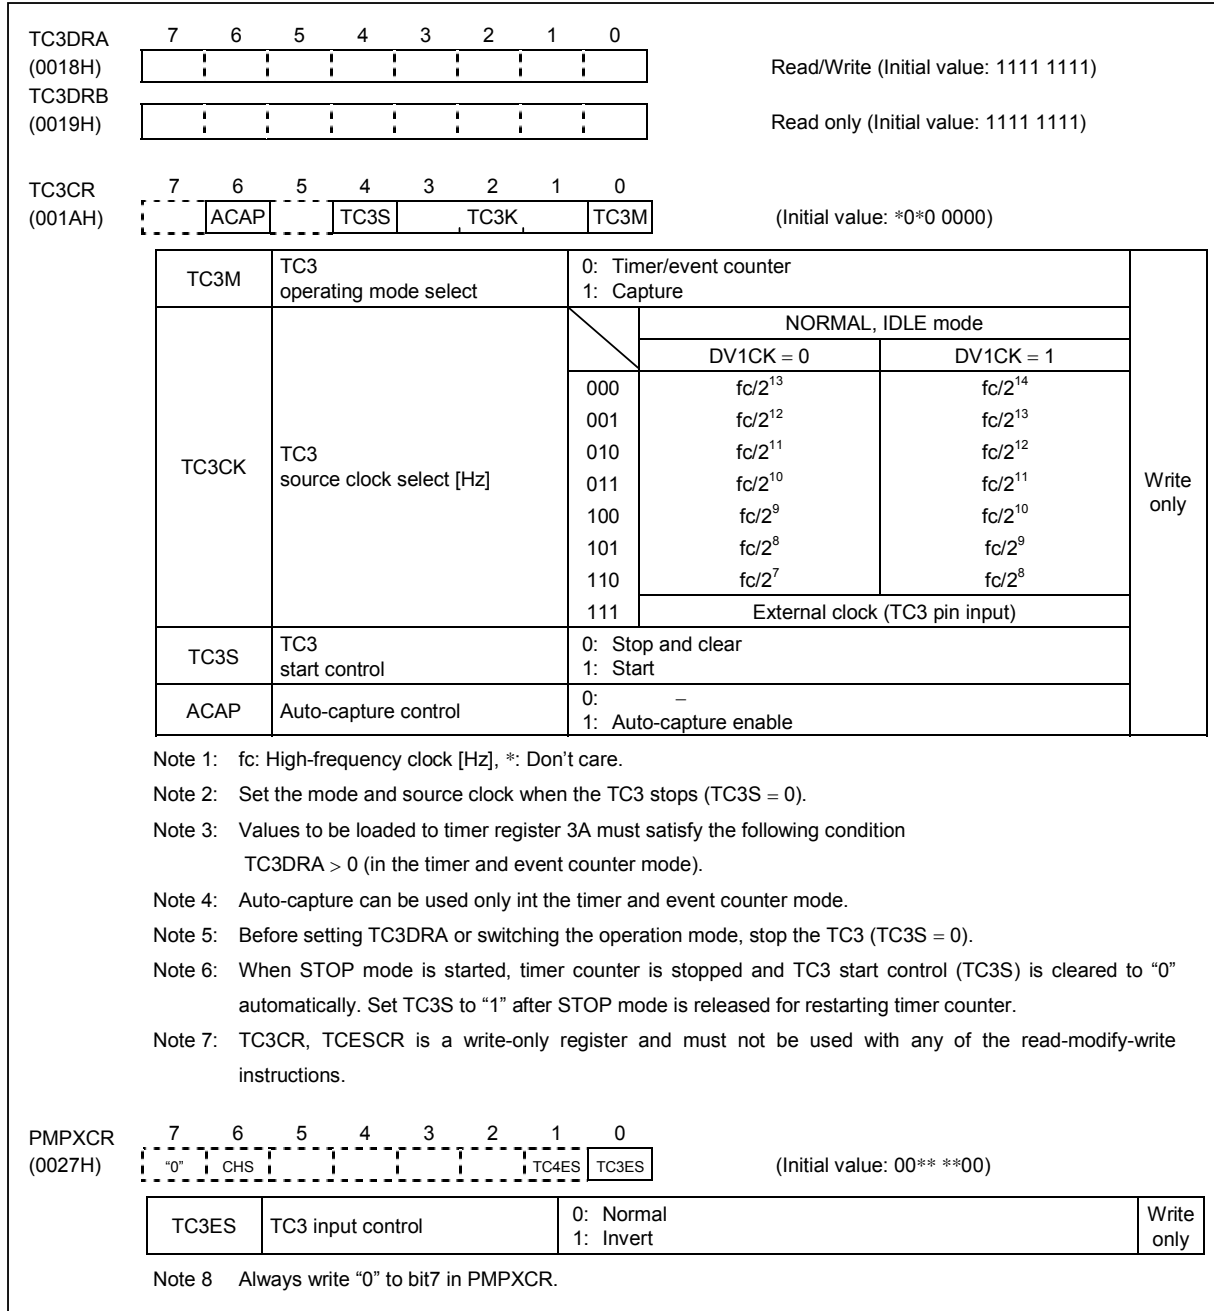 TC3DRA 7 6 5 4 3 2 1 0
(0018H) Read/Write (Initial value: 1111 1111)
TC3DRB
(0019H) Read only (Initial value: 1111 1111)
TC3CR 7 6 5 4 3 2 1 0
(001AH) ACAP TC3S TC3K TC3M (Initial value: *0*0 0000)
TC3M TC3 operating mode select 0: Timer/event counter
1: Capture
NORMAL, IDLE mode
DV1CK = 0 DV1CK = 1
000 fc/2^13 fc/2^14
001 fc/2^12 fc/2^13
010 fc/2^11 fc/2^12
TC3CK TC3 source clock select [Hz] 011 fc/2^10 fc/2^11 Write only
100 fc/2^9 fc/2^10
101 fc/2^8 fc/2^9
110 fc/2^7 fc/2^8
111 External clock (TC3 pin input)
TC3S TC3 start control 0: Stop and clear
1: Start
ACAP Auto-capture control 0: –
1: Auto-capture enable
Note 1: fc: High-frequency clock [Hz], *: Don't care.
Note 2: Set the mode and source clock when the TC3 stops (TC3S = 0).
Note 3: Values to be loaded to timer register 3A must satisfy the following condition
TC3DRA > 0 (in the timer and event counter mode).
Note 4: Auto-capture can be used only int the timer and event counter mode.
Note 5: Before setting TC3DRA or switching the operation mode, stop the TC3 (TC3S = 0).
Note 6: When STOP mode is started, timer counter is stopped and TC3 start control (TC3S) is cleared to “0”
automatically. Set TC3S to “1” after STOP mode is released for restarting timer counter.
Note 7: TC3CR, TCESCR is a write-only register and must not be used with any of the read-modify-write
instructions.
PMPXCR 7 6 5 4 3 2 1 0
(0027H) “0” CHS TC4ES TC3ES (Initial value: 00** **00)
TC3ES TC3 input control 0: Normal Write
1: Invert only
Note 8 Always write “0” to bit7 in PMPXCR.